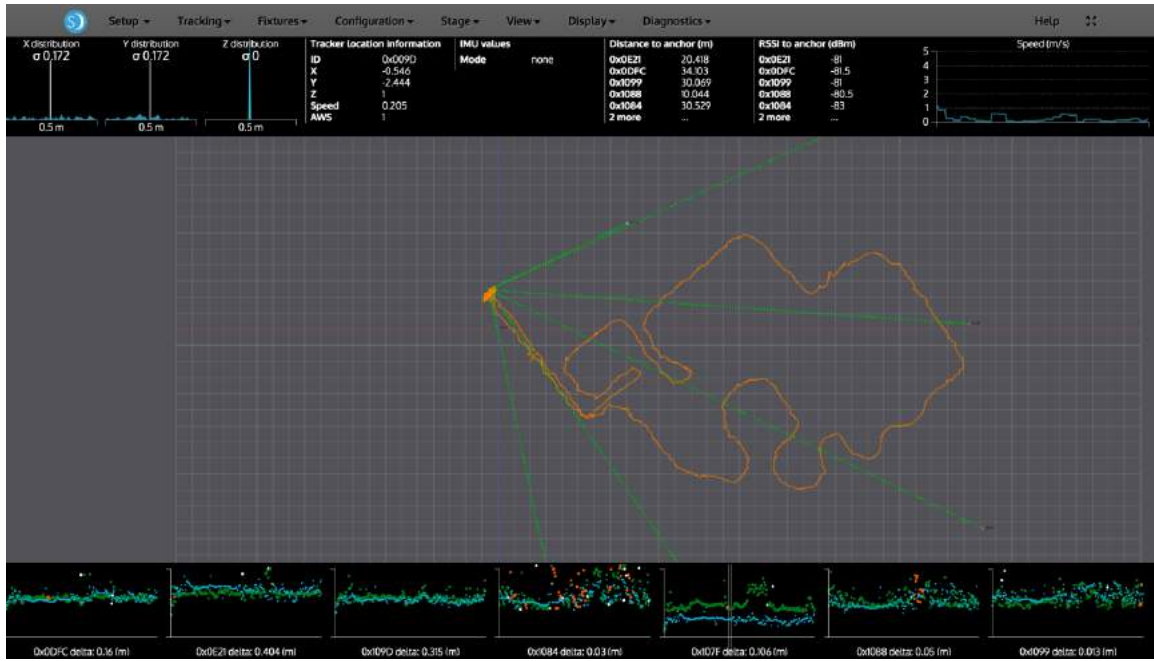 S
Setup Tracking Fixtures Configuration Stage View Display Diagnostics Help
X distribution
σ 0.172
0.5 m
Y distribution
σ 0.172
0.5 m
Z distribution
σ 0
0.5 m
Tracker location information
ID 0x009D
X -0.546
Y -2.444
Z 1
Speed 0.205
AWS 1
IMU values
Mode none
Distance to anchor (m)
0x0E21 20.418
0x0DFC 34.103
0x1099 30.069
0x1088 10.044
0x1084 30.529
2 more ...
RSSI to anchor (dBm)
0x0E21 -81
0x0DFC -81.5
0x1099 -81
0x1088 -80.5
0x1084 -83
2 more ...
Speed (m/s)
5
4
3
2
1
0
0x0DFC delta: 0.16 (m)
0x0E21 delta: 0.404 (m)
0x109D delta: 0.315 (m)
0x1084 delta: 0.03 (m)
0x107F delta: 0.106 (m)
0x1088 delta: 0.05 (m)
0x1099 delta: 0.013 (m)